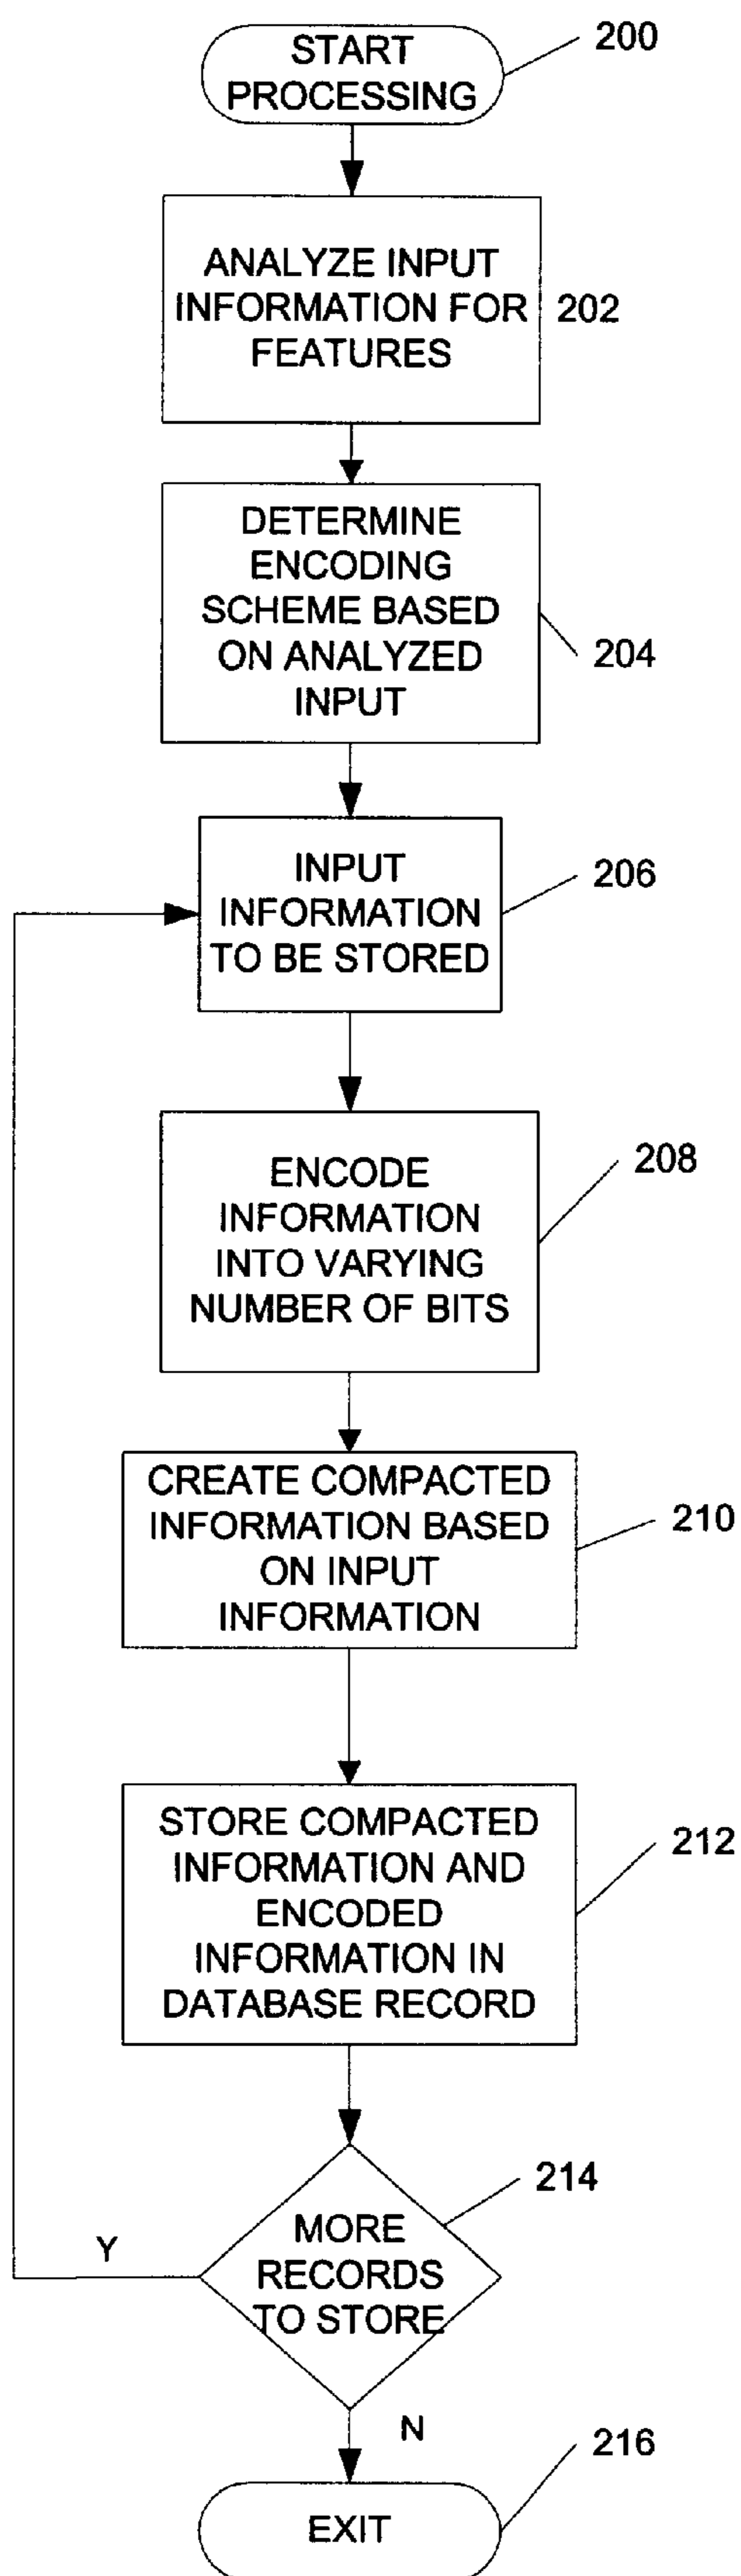 START
PROCESSING
200
ANALYZE INPUT
INFORMATION FOR
FEATURES
202
DETERMINE
ENCODING
SCHEME BASED
ON ANALYZED
INPUT
204
INPUT
INFORMATION
TO BE STORED
206
ENCODE
INFORMATION
INTO VARYING
NUMBER OF BITS
208
CREATE COMPACTED
INFORMATION BASED
ON INPUT
INFORMATION
210
STORE COMPACTED
INFORMATION AND
ENCODED
INFORMATION IN
DATABASE RECORD
212
MORE
RECORDS
TO STORE
214
Y
N
EXIT
216